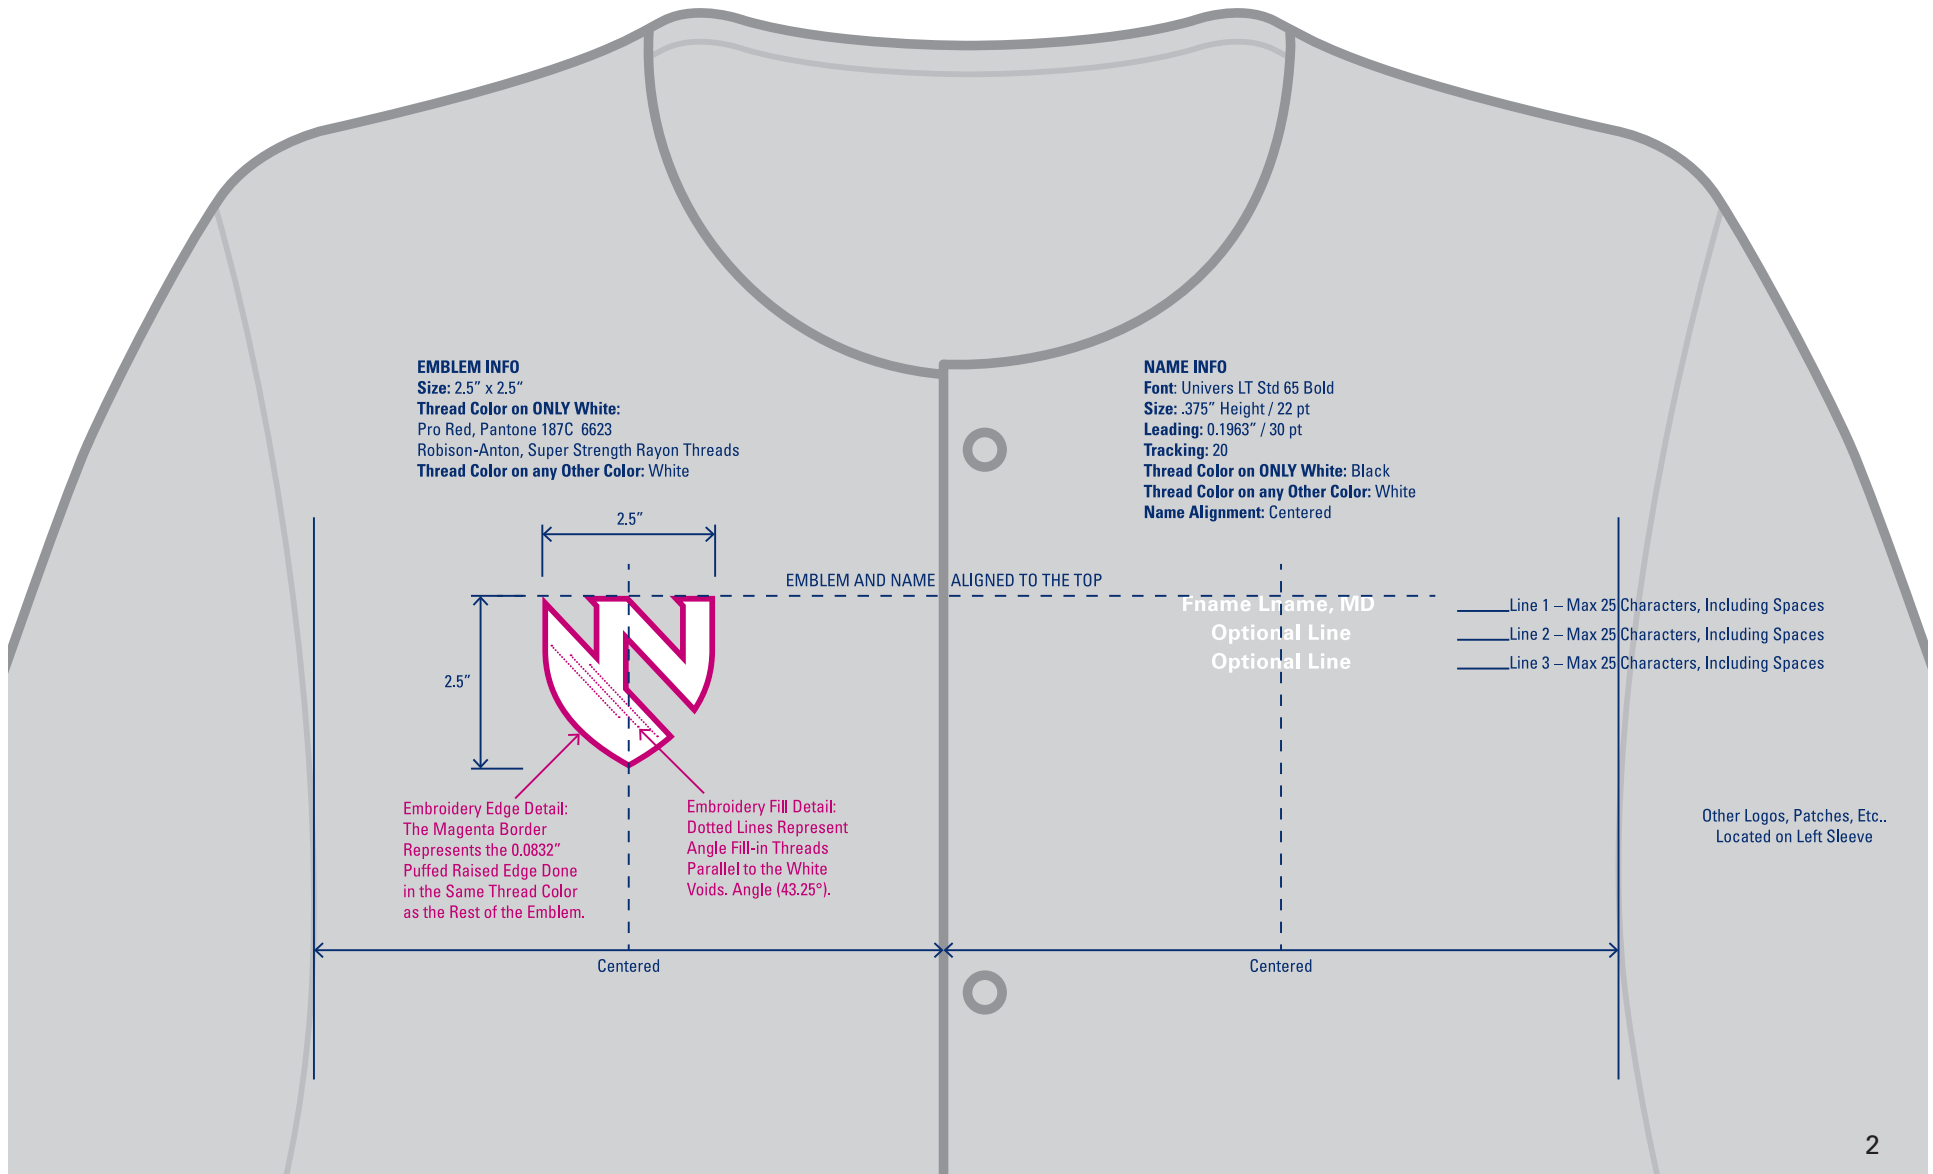 EMBLEM INFO
Size: 2.5” x 2.5“
Thread Color on ONLY White:
Pro Red, Pantone 187C  6623
Robison-Anton, Super Strength Rayon Threads
Thread Color on any Other Color: White
NAME INFO
Font: Univers LT Std 65 Bold
Size: .375” Height / 22 pt
Leading: 0.1963” / 30 pt
Tracking: 20
Thread Color on ONLY White: Black
Thread Color on any Other Color: White
Name Alignment: Centered
2.5”
EMBLEM AND NAME ALIGNED TO THE TOP
2.5”
Fname Lname, MD
Optional Line
Optional Line
Line 1 – Max 25 Characters, Including Spaces
Line 2 – Max 25 Characters, Including Spaces
Line 3 – Max 25 Characters, Including Spaces
Embroidery Edge Detail:
The Magenta Border
Represents the 0.0832”
Puffed Raised Edge Done
in the Same Thread Color
as the Rest of the Emblem.
Embroidery Fill Detail:
Dotted Lines Represent
Angle Fill-in Threads
Parallel to the White
Voids. Angle (43.25°).
Other Logos, Patches, Etc..
Located on Left Sleeve
Centered
Centered
2